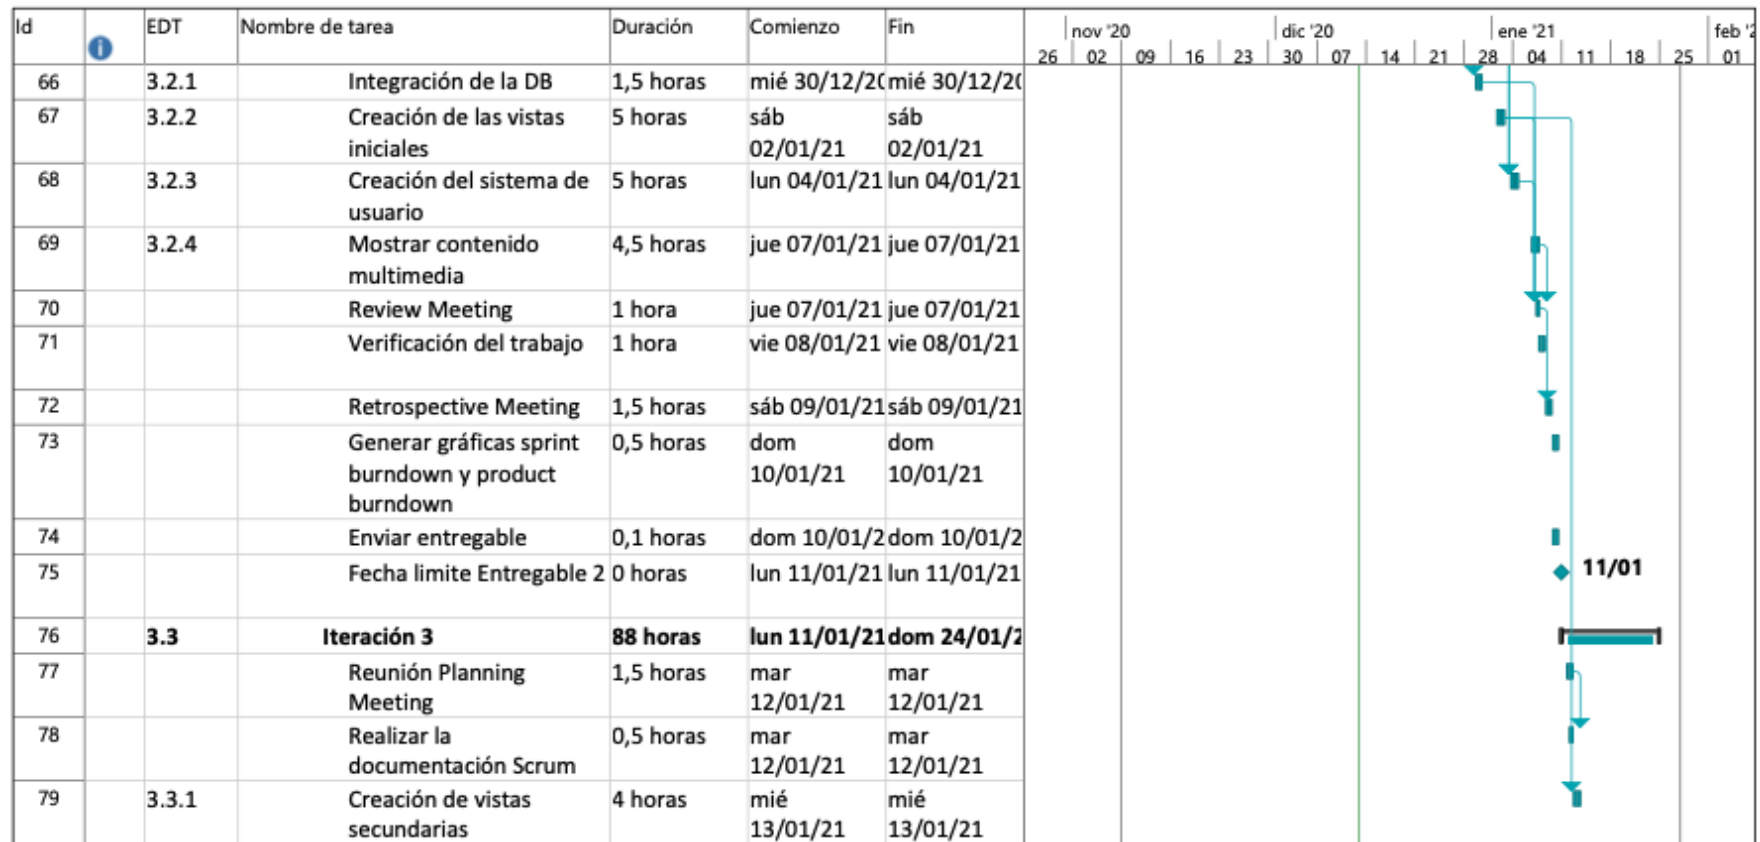 Id EDT Nombre de tarea Duración Comienzo Fin nov '20 dic '20 ene '21 feb '2
26 02 09 16 23 30 07 14 21 28 04 11 18 25 01
66 3.2.1 Integración de la DB 1,5 horas mié 30/12/20 mié 30/12/20
67 3.2.2 Creación de las vistas 5 horas sáb sáb
iniciales 02/01/21 02/01/21
68 3.2.3 Creación del sistema de 5 horas lun 04/01/21 lun 04/01/21
usuario
69 3.2.4 Mostrar contenido 4,5 horas jue 07/01/21 jue 07/01/21
multimedia
70 Review Meeting 1 hora jue 07/01/21 jue 07/01/21
71 Verificación del trabajo 1 hora vie 08/01/21 vie 08/01/21
72 Retrospective Meeting 1,5 horas sáb 09/01/21 sáb 09/01/21
73 Generar gráficas sprint 0,5 horas dom dom
burndown y product 10/01/21 10/01/21
burndown
74 Enviar entregable 0,1 horas dom 10/01/2 dom 10/01/2
75 Fecha limite Entregable 2 0 horas lun 11/01/21 lun 11/01/21 11/01
76 3.3 Iteración 3 88 horas lun 11/01/21 dom 24/01/2
77 Reunión Planning 1,5 horas mar mar
Meeting 12/01/21 12/01/21
78 Realizar la 0,5 horas mar mar
documentación Scrum 12/01/21 12/01/21
79 3.3.1 Creación de vistas 4 horas mié mié
secundarias 13/01/21 13/01/21